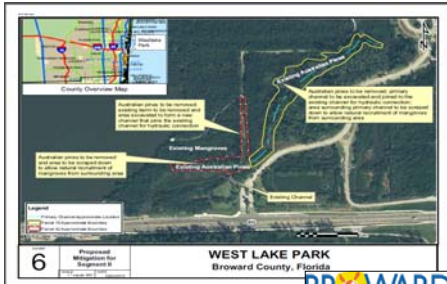 Westlake
Park
County Overview Map
Existing Australian Pines
Australian pines to be removed; primary
channel to be excavated and joined to the
existing channel for hydraulic connection;
area surrounding primary channel to be scraped
down to allow natural recruitment of mangroves
from surrounding area
Australian pines to be removed
existing berm to be removed and
area excavated to form a new
channel that joins the existing
channel for hydraulic connection
Existing Mangroves
Australian pines to be removed
and area to be scraped down
to allow natural recruitment of
mangroves from surrounding area
Existing Australian Pines
Existing Channel
Legend
6
Proposed
Mitigation for
Segment II
WEST LAKE PARK
Broward County, Florida
BROWARD